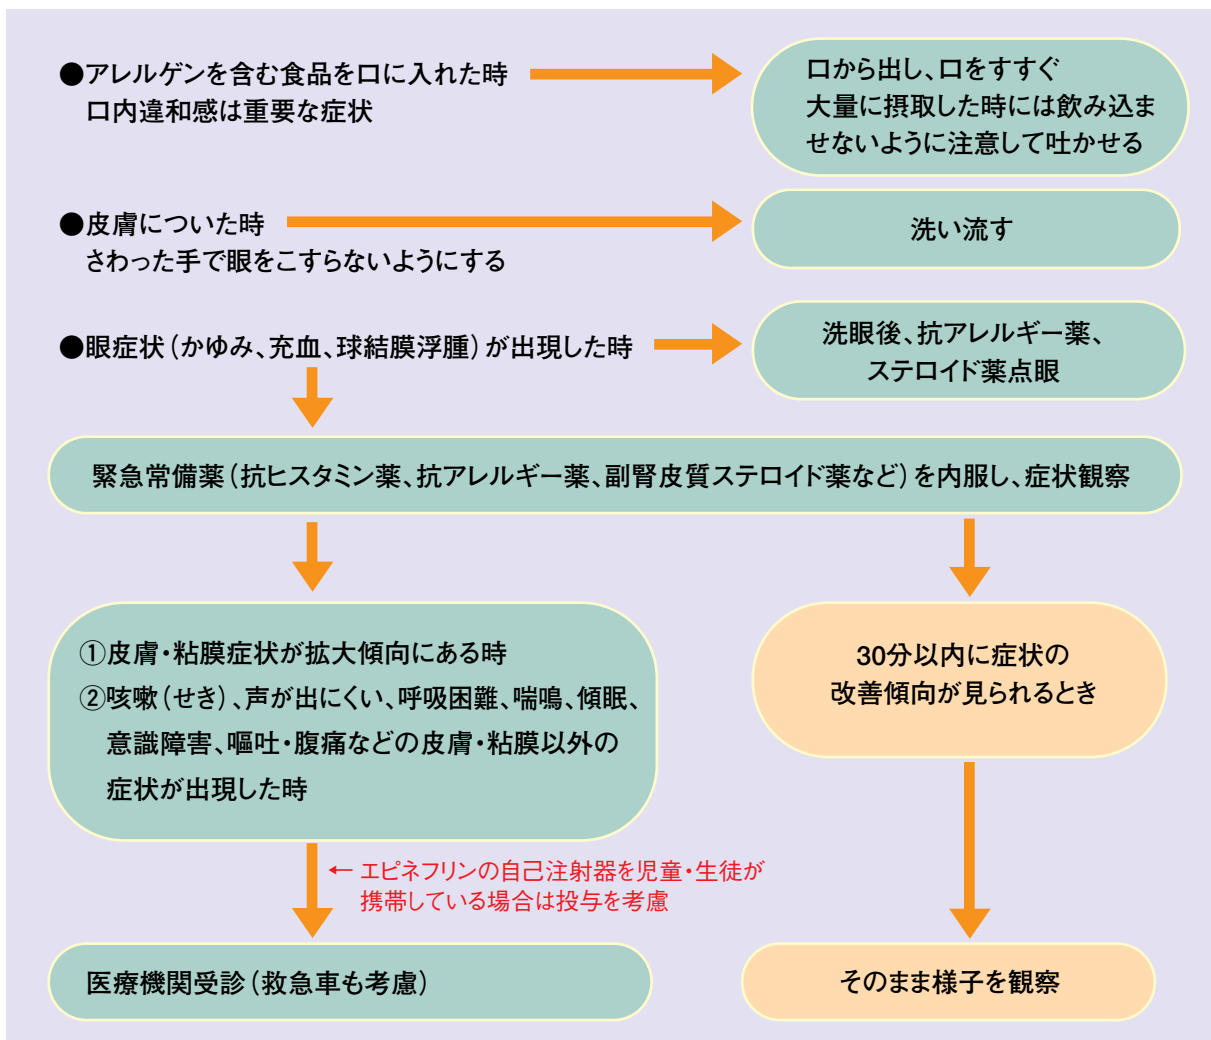 ●アレルゲンを含む食品を口に入れた時
口内違和感は重要な症状
口から出し、口をすすぐ
大量に摂取した時には飲み込ま
せないように注意して吐かせる
●皮膚についた時
さわった手で眼をこすらないようにする
洗い流す
●眼症状（かゆみ、充血、球結膜浮腫）が出現した時
洗眼後、抗アレルギー薬、
ステロイド薬点眼
緊急常備薬（抗ヒスタミン薬、抗アレルギー薬、副腎皮質ステロイド薬など）を内服し、症状観察
①皮膚・粘膜症状が拡大傾向にある時
②咳嗽（せき）、声が出にくい、呼吸困難、喘鳴、傾眠、
意識障害、嘔吐・腹痛などの皮膚・粘膜以外の
症状が出現した時
30分以内に症状の
改善傾向が見られるとき
← エピネフリンの自己注射器を児童・生徒が
携帯している場合は投与を考慮
医療機関受診（救急車も考慮）
そのまま様子を観察